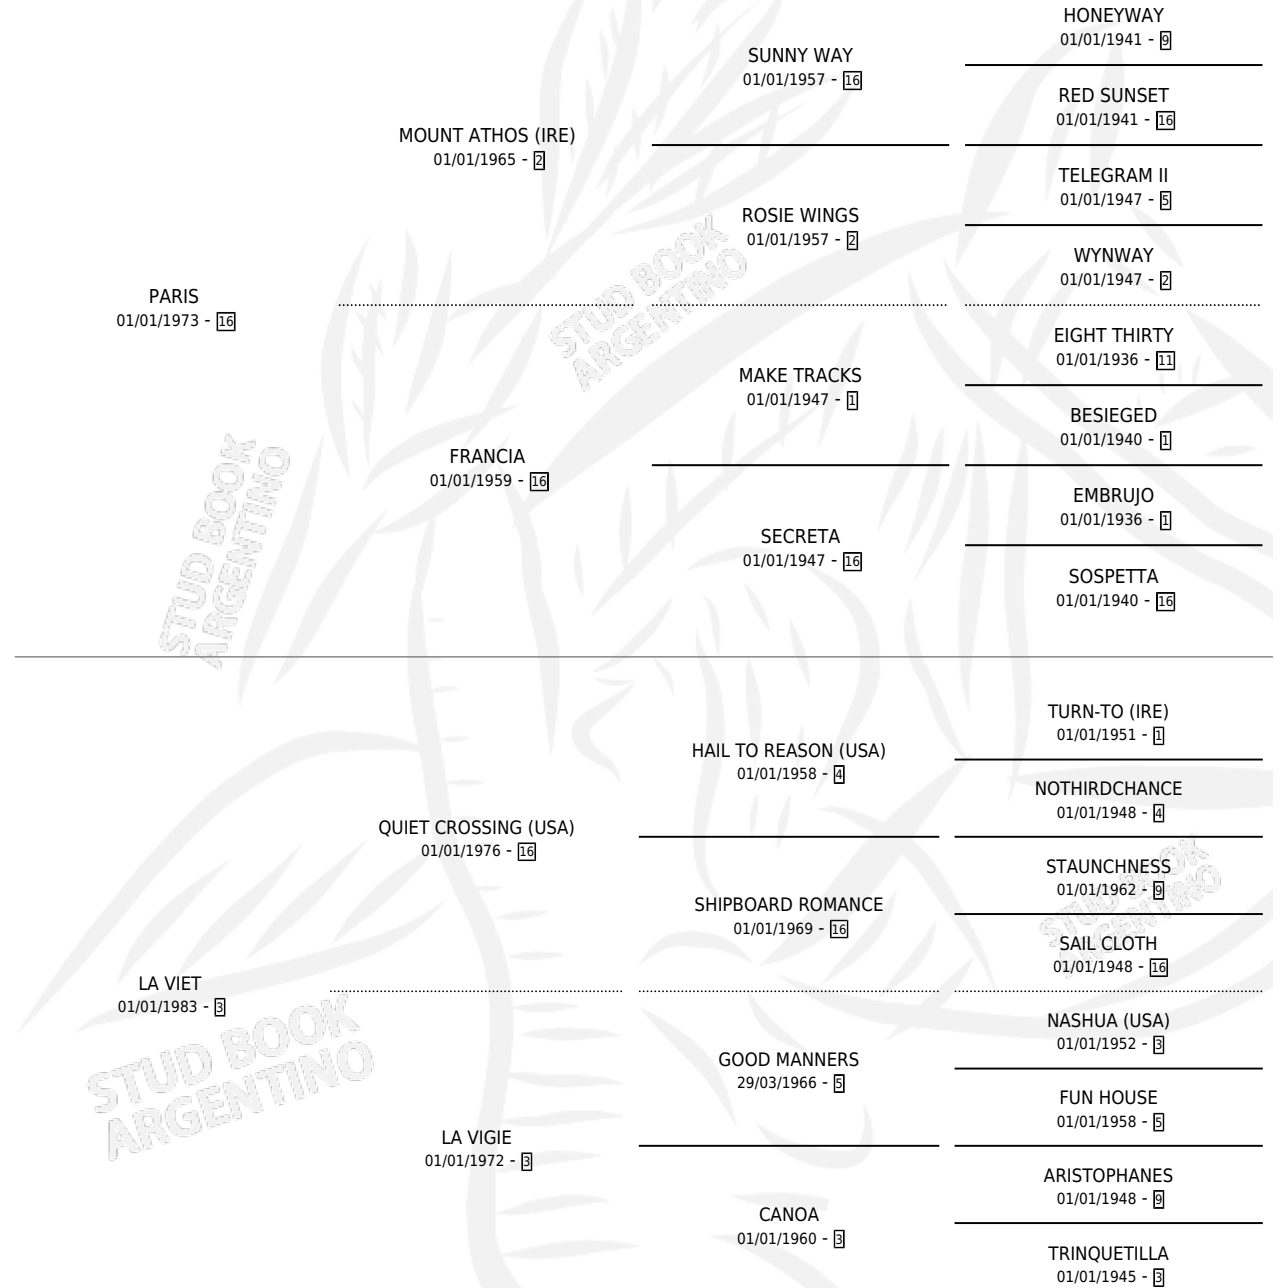 HONEYWAY
01/01/1941 - 9
SUNNY WAY
01/01/1957 - 16
RED SUNSET
01/01/1941 - 16
MOUNT ATHOS (IRE)
01/01/1965 - 2
TELEGRAM II
01/01/1947 - 5
ROSIE WINGS
01/01/1957 - 2
WYNWAY
01/01/1947 - 2
PARIS
01/01/1973 - 16
EIGHT THIRTY
01/01/1936 - 11
MAKE TRACKS
01/01/1947 - 1
BESIEGED
01/01/1940 - 1
FRANCIA
01/01/1959 - 16
EMBRUJO
01/01/1936 - 1
SECRETA
01/01/1947 - 16
SOSPETTA
01/01/1940 - 16
TURN-TO (IRE)
01/01/1951 - 1
HAIL TO REASON (USA)
01/01/1958 - 4
NOTHIRDCHANCE
01/01/1948 - 4
QUIET CROSSING (USA)
01/01/1976 - 16
STAUNCHNESS
01/01/1962 - 9
SHIPBOARD ROMANCE
01/01/1969 - 16
SAIL CLOTH
01/01/1948 - 16
LA VIET
01/01/1983 - 3
NASHUA (USA)
01/01/1952 - 3
GOOD MANNERS
29/03/1966 - 5
FUN HOUSE
01/01/1958 - 5
LA VIGIE
01/01/1972 - 3
ARISTOPHANES
01/01/1948 - 9
CANOA
01/01/1960 - 3
TRINQUETILLA
01/01/1945 - 3
STUD BOOK
ARGENTINO
STUD BOOK
ARGENTINO
STUD BOOK
ARGENTINO
STUD BOOK
ARGENTINO